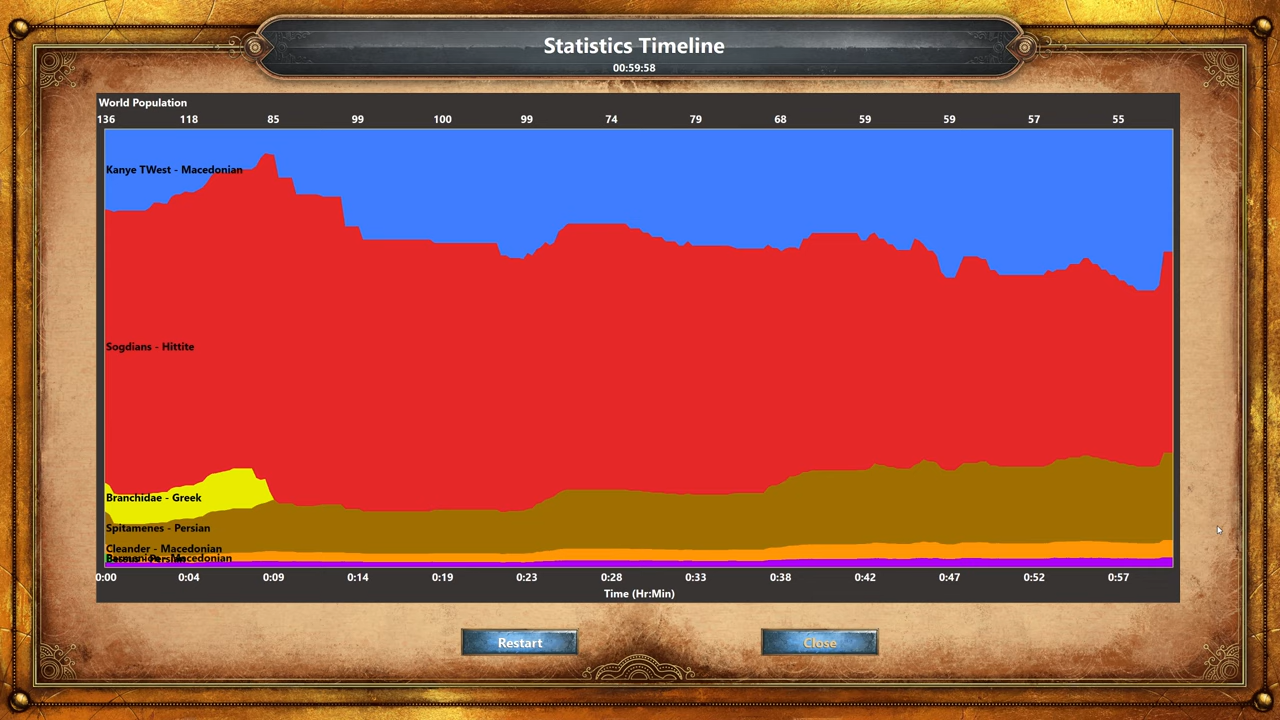 Statistics Timeline
00:59:58
World Population
136 118 85 99 100 99 74 79 68 59 59 57 55
Kanye TWest - Macedonian
Sogdians - Hittite
Branchidae - Greek
Spitamenes - Persian
Cleander - Macedonian
Macedonian
0:00 0:04 0:09 0:14 0:19 0:23 0:28 0:33 0:38 0:42 0:47 0:52 0:57
Time (Hr:Min)
Restart Close